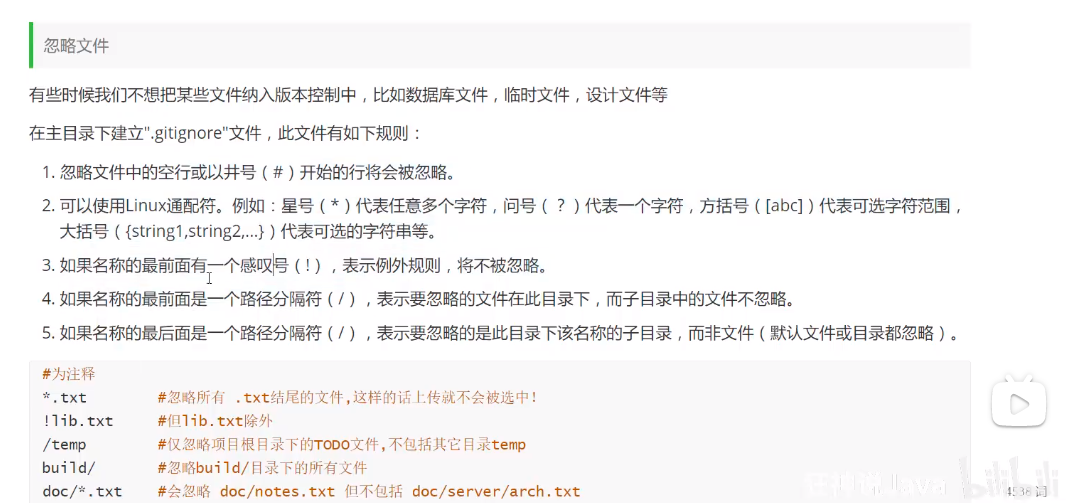 忽略文件
有些时候我们不想把某些文件纳入版本控制中，比如数据库文件，临时文件，设计文件等
在主目录下建立".gitignore"文件，此文件有如下规则：
1. 忽略文件中的空行或以井号（#）开始的行将会被忽略。
2. 可以使用Linux通配符。例如：星号（*）代表任意多个字符，问号（？）代表一个字符，方括号（[abc]）代表可选字符范围，
大括号（{string1,string2,...}）代表可选的字符串等。
3. 如果名称的最前面有一个感叹号（!），表示例外规则，将不被忽略。
4. 如果名称的最前面是一个路径分隔符（/），表示要忽略的文件在此目录下，而子目录中的文件不忽略。
5. 如果名称的最后面是一个路径分隔符（/），表示要忽略的是此目录下该名称的子目录，而非文件（默认文件或目录都忽略）。
#为注释
*.txt #忽略所有 .txt结尾的文件,这样的话上传就不会被选中!
!lib.txt #但lib.txt除外
/temp #仅忽略项目根目录下的TODO文件,不包括其它目录temp
build/ #忽略build/目录下的所有文件
doc/*.txt #会忽略 doc/notes.txt 但不包括 doc/server/arch.txt
狂神说Java bilibili
4536 词